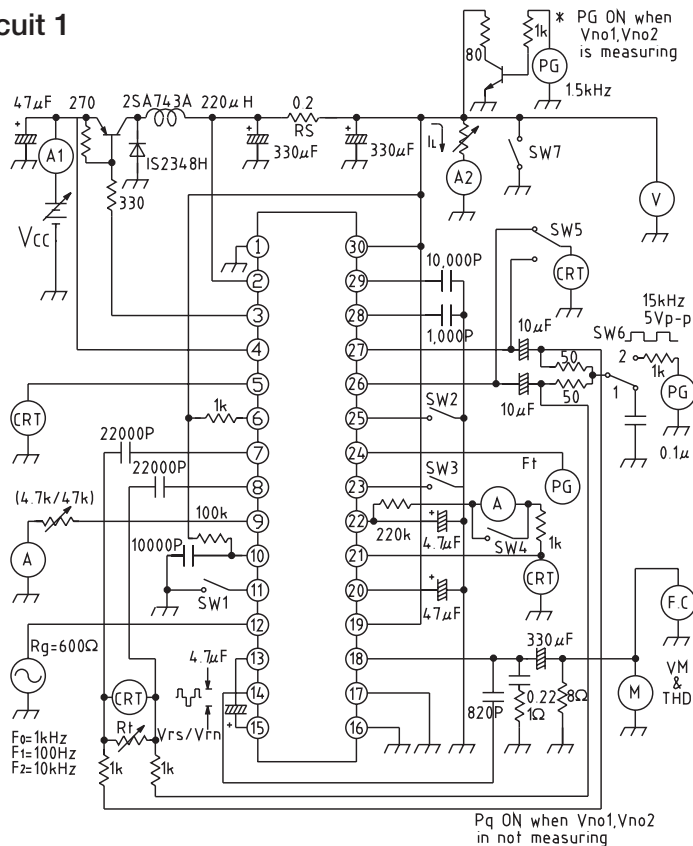 cuit 1
* PG ON when
Vno1,Vno2
is measuring
80
1k
PG
1.5kHz
47μF
270
2SA743A
220μH
0.2
RS
+
A1
330
IS2348H
+
330μF
+
330μF
IL
A2
SW7
V
Vcc
1
2
3
4
5
6
7
8
9
10
11
12
13
14
15
30
29
28
27
26
25
24
23
22
21
20
19
18
17
16
10,000P
1,000P
SW5
CRT
15kHz
5Vp-p
10μF
SW6
50
2
1k
50
1
PG
10μF
0.1μ
CRT
1k
22000P
22000P
SW2
SW3
Ft
PG
(4.7k/47k)
A
100k
10000P
SW1
220k
+
4.7μF
A
SW4
1k
CRT
+
47μF
Rg=600Ω
4.7μF
330μF
F.C
VM
&
THD
M
CRT
Rt
Vrs/Vrn
+
820P
0.22
1Ω
8Ω
F0=1kHz
F1=100Hz
F2=10kHz
1k
1k
Pq ON when Vno1,Vno2
in not measuring